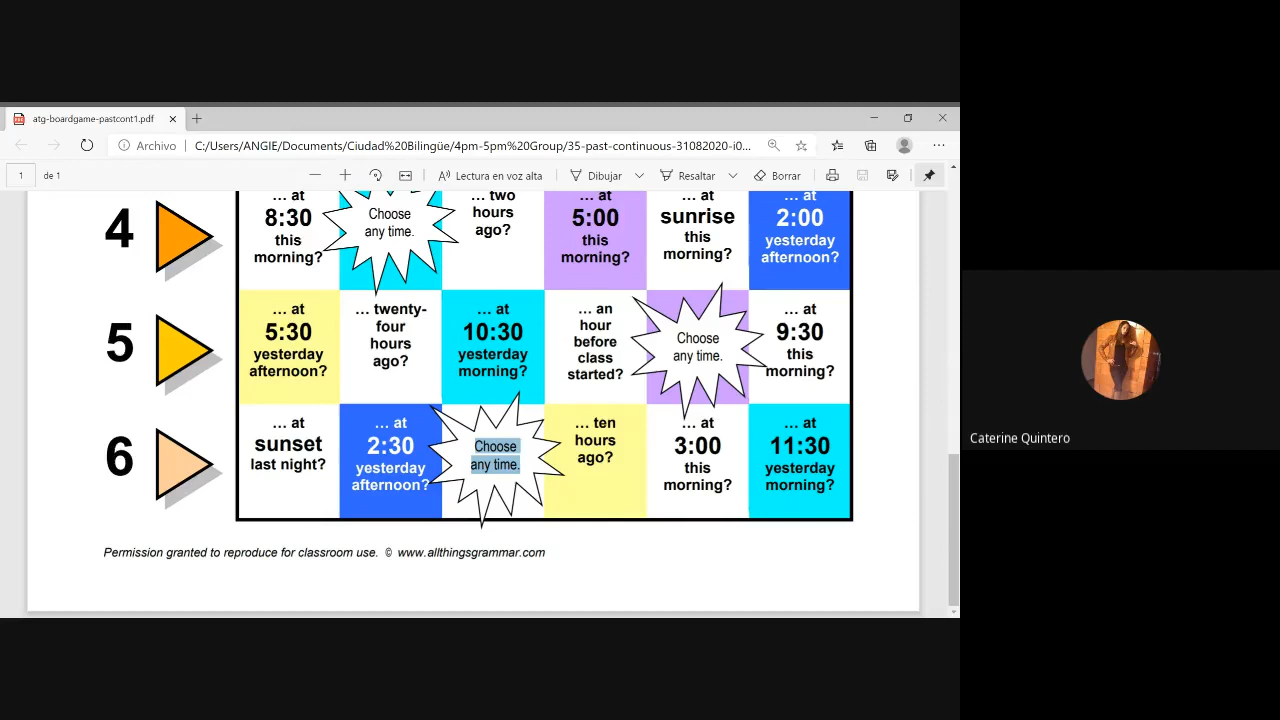 atg-boardgame-pastcont1.pdf
Archivo
C:/Users/ANGIE/Documents/Ciudad%20Bilingüe/4pm-5pm%20Group/35-past-continuous-31082020-i0...
1
de 1
Lectura en voz alta
Dibujar
Resaltar
Borrar
4
... at
8:30
this
morning?
Choose
any time.
... two
hours
ago?
... at
5:00
this
morning?
... at
sunrise
this
morning?
... at
2:00
yesterday
afternoon?
5
... at
5:30
yesterday
afternoon?
... twenty-
four
hours
ago?
... at
10:30
yesterday
morning?
... an
hour
before
class
started?
Choose
any time.
... at
9:30
this
morning?
6
... at
sunset
last night?
... at
2:30
yesterday
afternoon?
Choose
any time.
... ten
hours
ago?
... at
3:00
this
morning?
... at
11:30
yesterday
morning?
Permission granted to reproduce for classroom use. © www.allthingsgrammar.com
Caterine Quintero